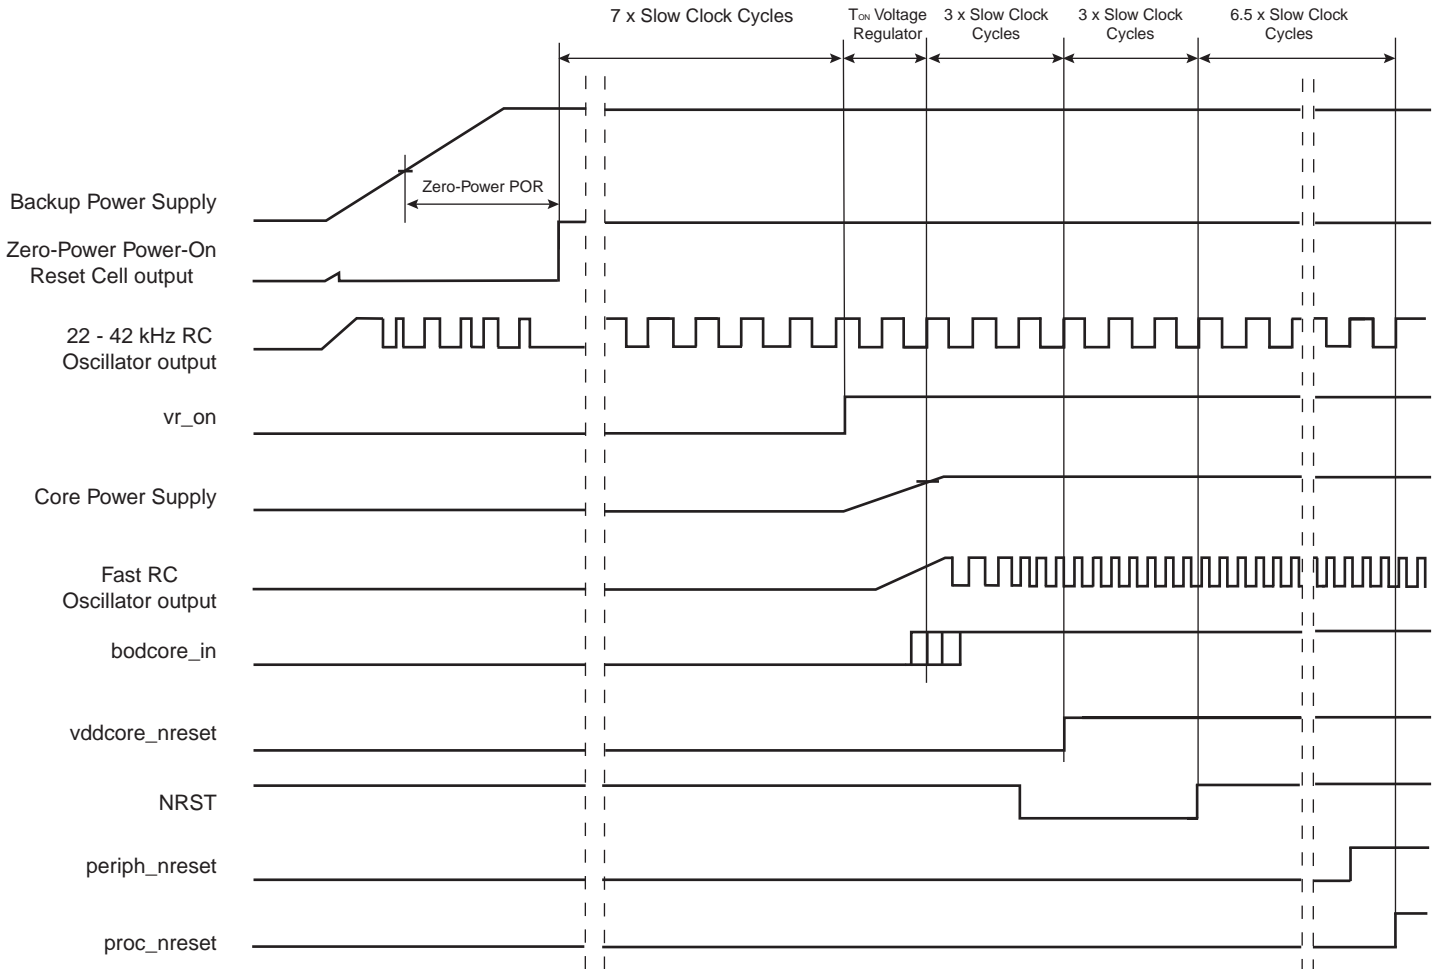 7 x Slow Clock Cycles
TON Voltage
Regulator
3 x Slow Clock
Cycles
3 x Slow Clock
Cycles
6.5 x Slow Clock
Cycles
Zero-Power POR
Backup Power Supply
Zero-Power Power-On
Reset Cell output
22 - 42 kHz RC
Oscillator output
vr_on
Core Power Supply
Fast RC
Oscillator output
bodcore_in
vddcore_nreset
NRST
periph_nreset
proc_nreset